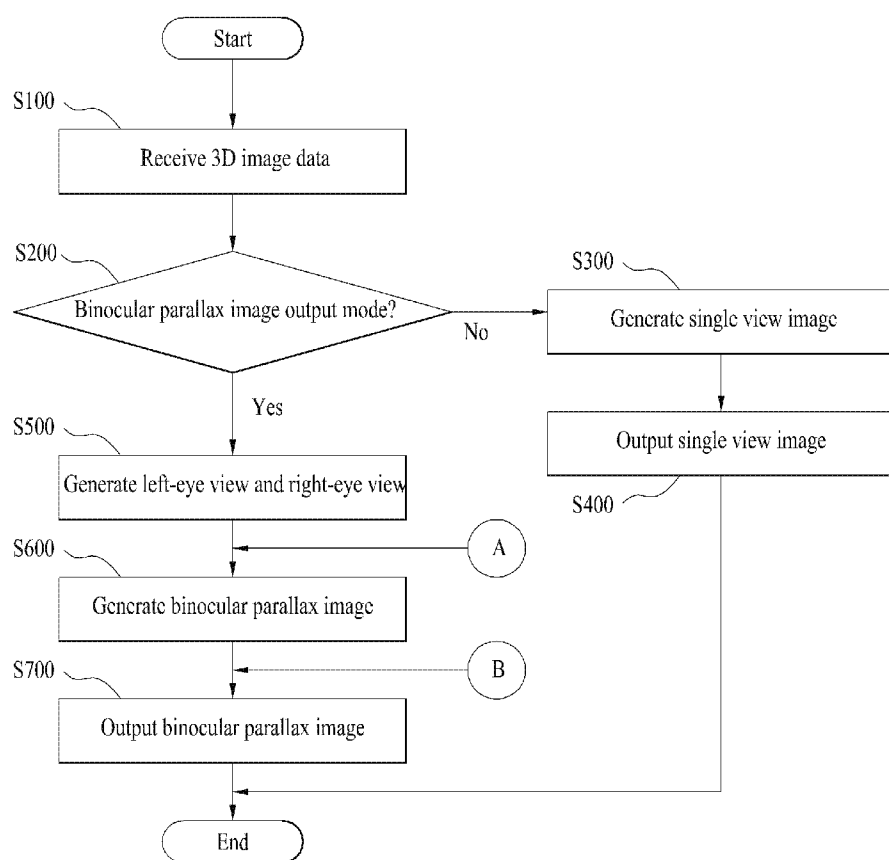 Start
S100
Receive 3D image data
S200
Binocular parallax image output mode?
No
S300
Generate single view image
Yes
Output single view image
S400
S500
Generate left-eye view and right-eye view
A
S600
Generate binocular parallax image
B
S700
Output binocular parallax image
End